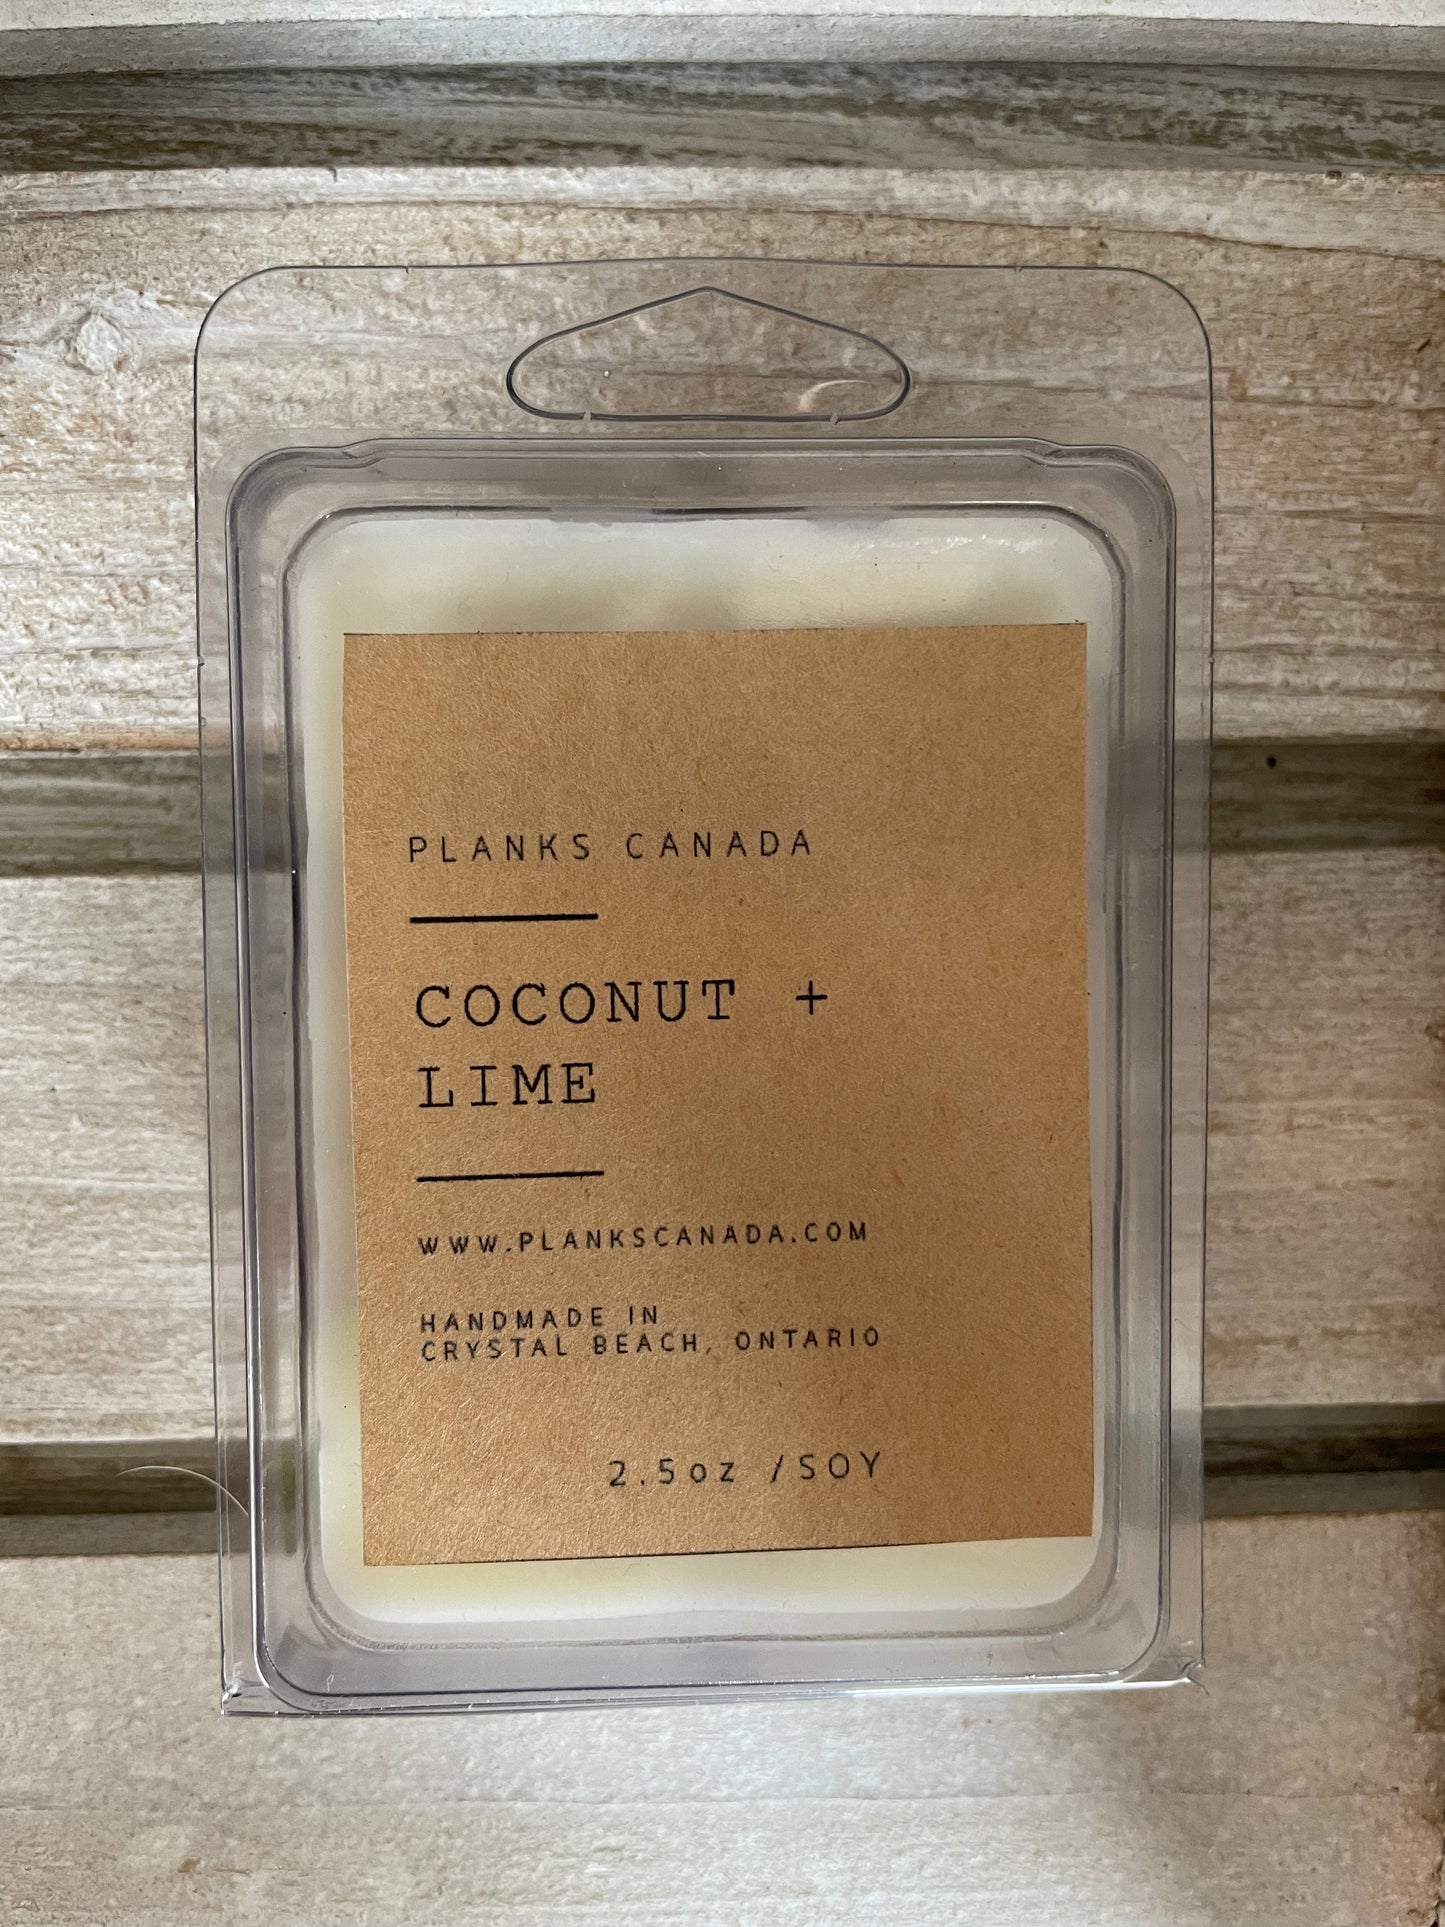 PLANKS CANADA
COCONUT +
LIME
WWW.PLANKSCANADA.COM
HANDMADE IN
CRYSTAL BEACH, ONTARIO
2.5oz /SOY